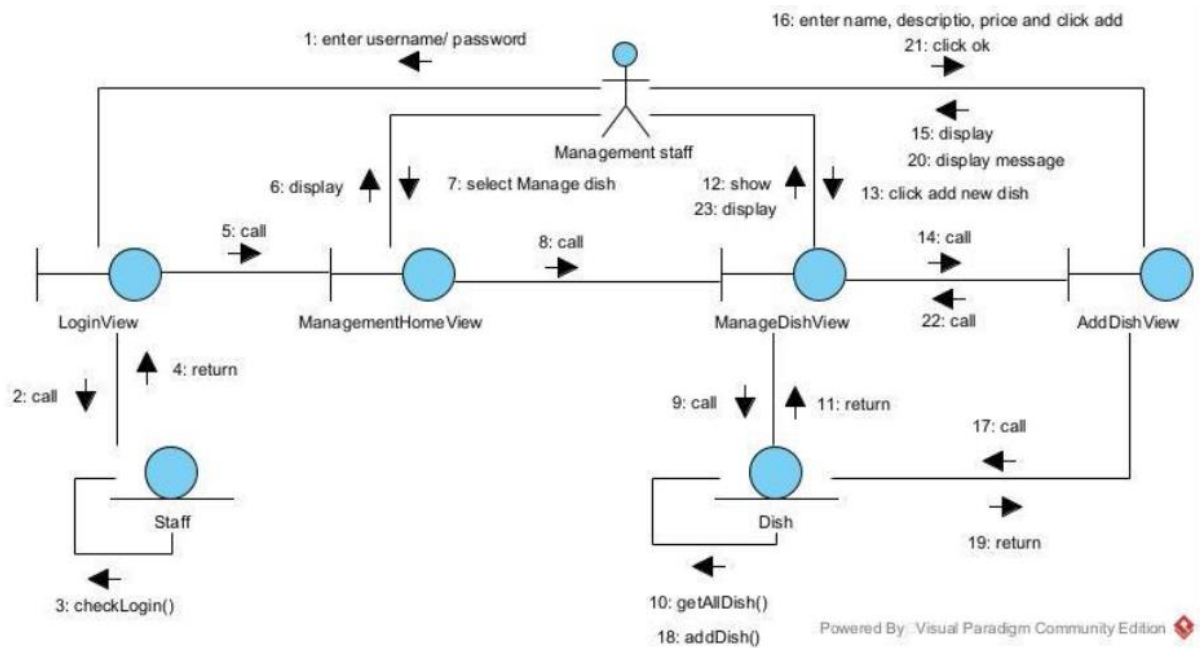 16: enter name, descriptio, price and click add
1: enter username/ password
21: click ok
15: display
Management staff
20: display message
6: display
7: select Manage dish
12: show
23: display
13: click add new dish
5: call
8: call
14: call
LoginView
ManagementHomeView
ManageDishView
22: call
AddDishView
4: return
2: call
9: call
11: return
17: call
Staff
Dish
19: return
3: checkLogin()
10: getAllDish()
18: addDish()
Powered By Visual Paradigm Community Edition